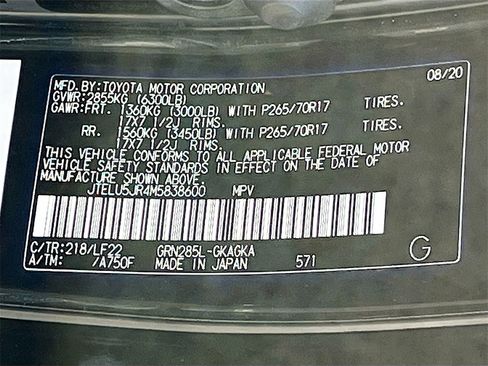 MFD. BY: TOYOTA MOTOR CORPORATION 08/20
GVWR: 2855KG (6300LB)
GAWR: FRT. 1360KG (3000LB) WITH P265/70R17 TIRES.
17X7 1/2J RIMS.
RR. 1560KG (3450LB) WITH P265/70R17 TIRES.
17X7 1/2J RIMS.
THIS VEHICLE CONFORMS TO ALL APPLICABLE FEDERAL MOTOR
VEHICLE SAFETY STANDARDS IN EFFECT ON THE DATE OF
MANUFACTURE SHOWN ABOVE.
JTELU5JR4M5838600 MPV
C/TR: 218/LF22 GRN285L-GKAGKA
A/TM: /A750F MADE IN JAPAN 571 G